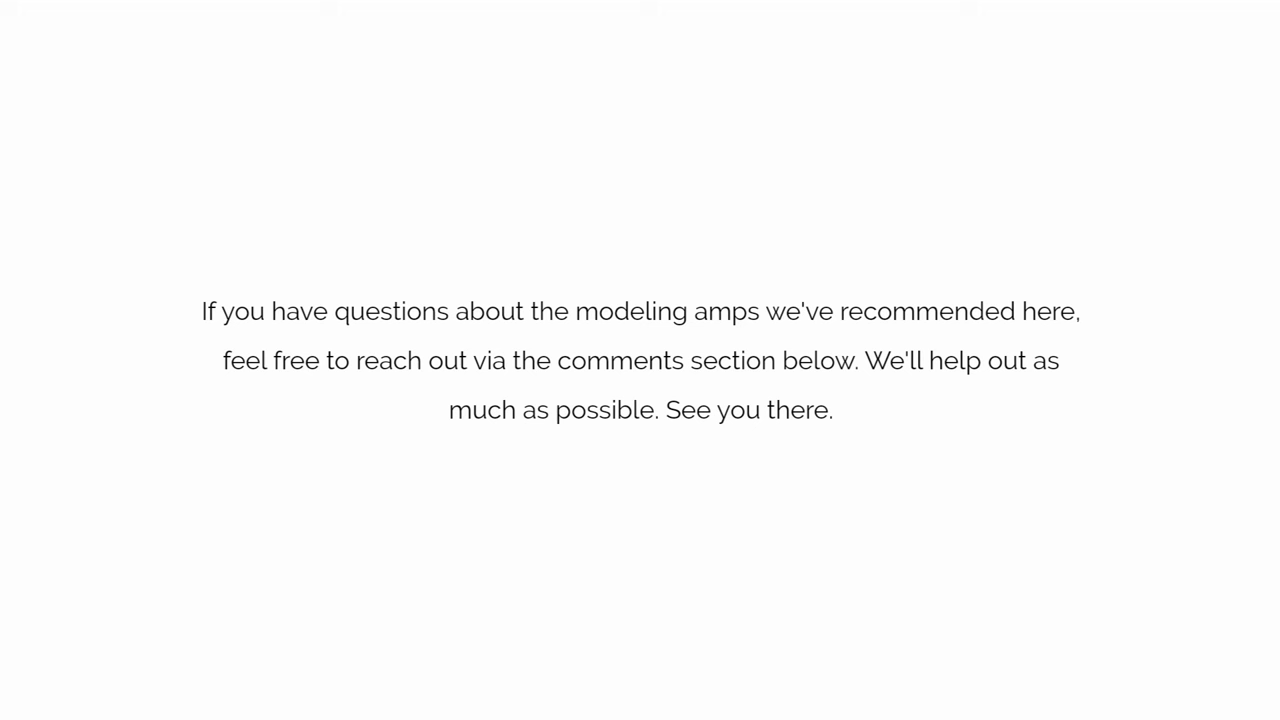 If you have questions about the modeling amps we've recommended here,
feel free to reach out via the comments section below. We'll help out as
much as possible. See you there.